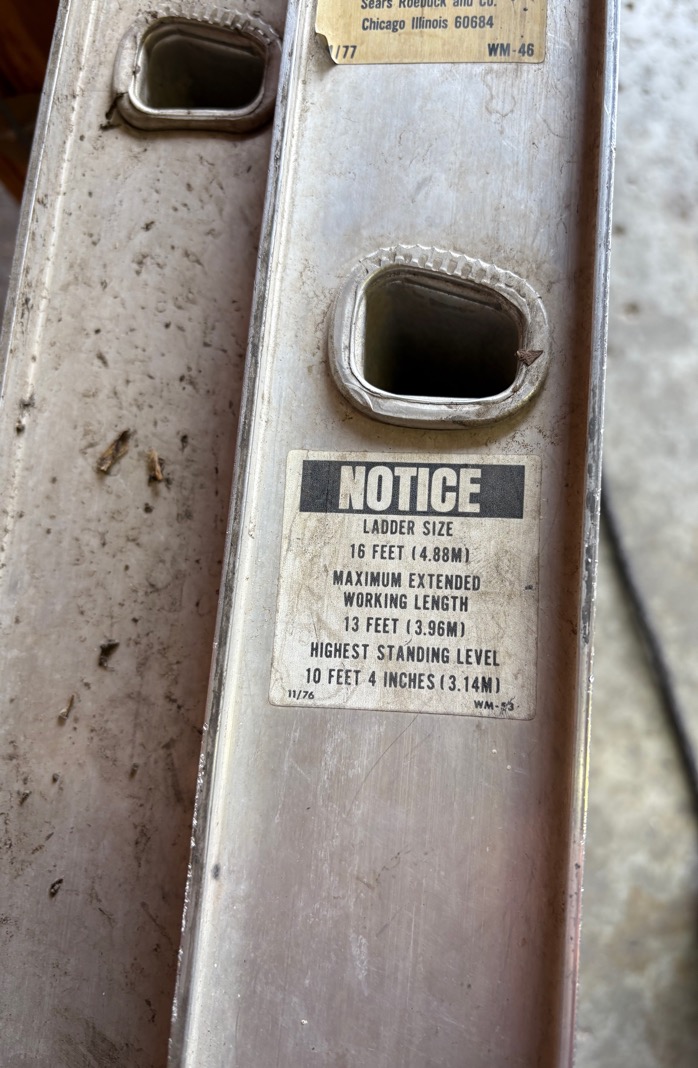 Sears Roebuck and Co.
Chicago Illinois 60684
/77 WM-46
NOTICE
LADDER SIZE
16 FEET (4.88M)
MAXIMUM EXTENDED
WORKING LENGTH
13 FEET (3.96M)
HIGHEST STANDING LEVEL
10 FEET 4 INCHES (3.14M)
11/76